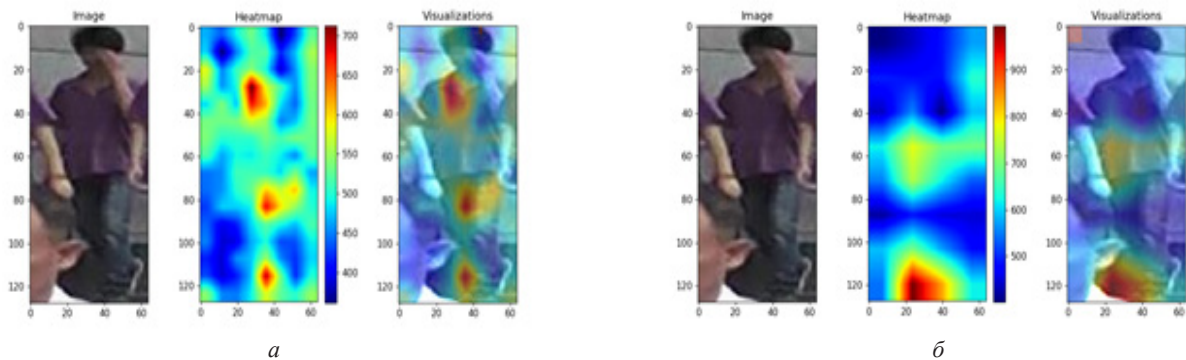 Image Heatmap Visualizations Image Heatmap Visualizations
0 0 700 0 0 0 0
20 20 650 20 20 20 900 20
40 40 600 40 40 40 800 40
60 60 550 60 60 60 60
80 80 500 80 80 80 700 80
100 100 450 100 100 100 600 100
120 120 400 120 120 120 500 120
350
0 20 40 60 0 20 40 60 0 20 40 60 0 20 40 60 0 20 40 60 0 20 40 60
а б